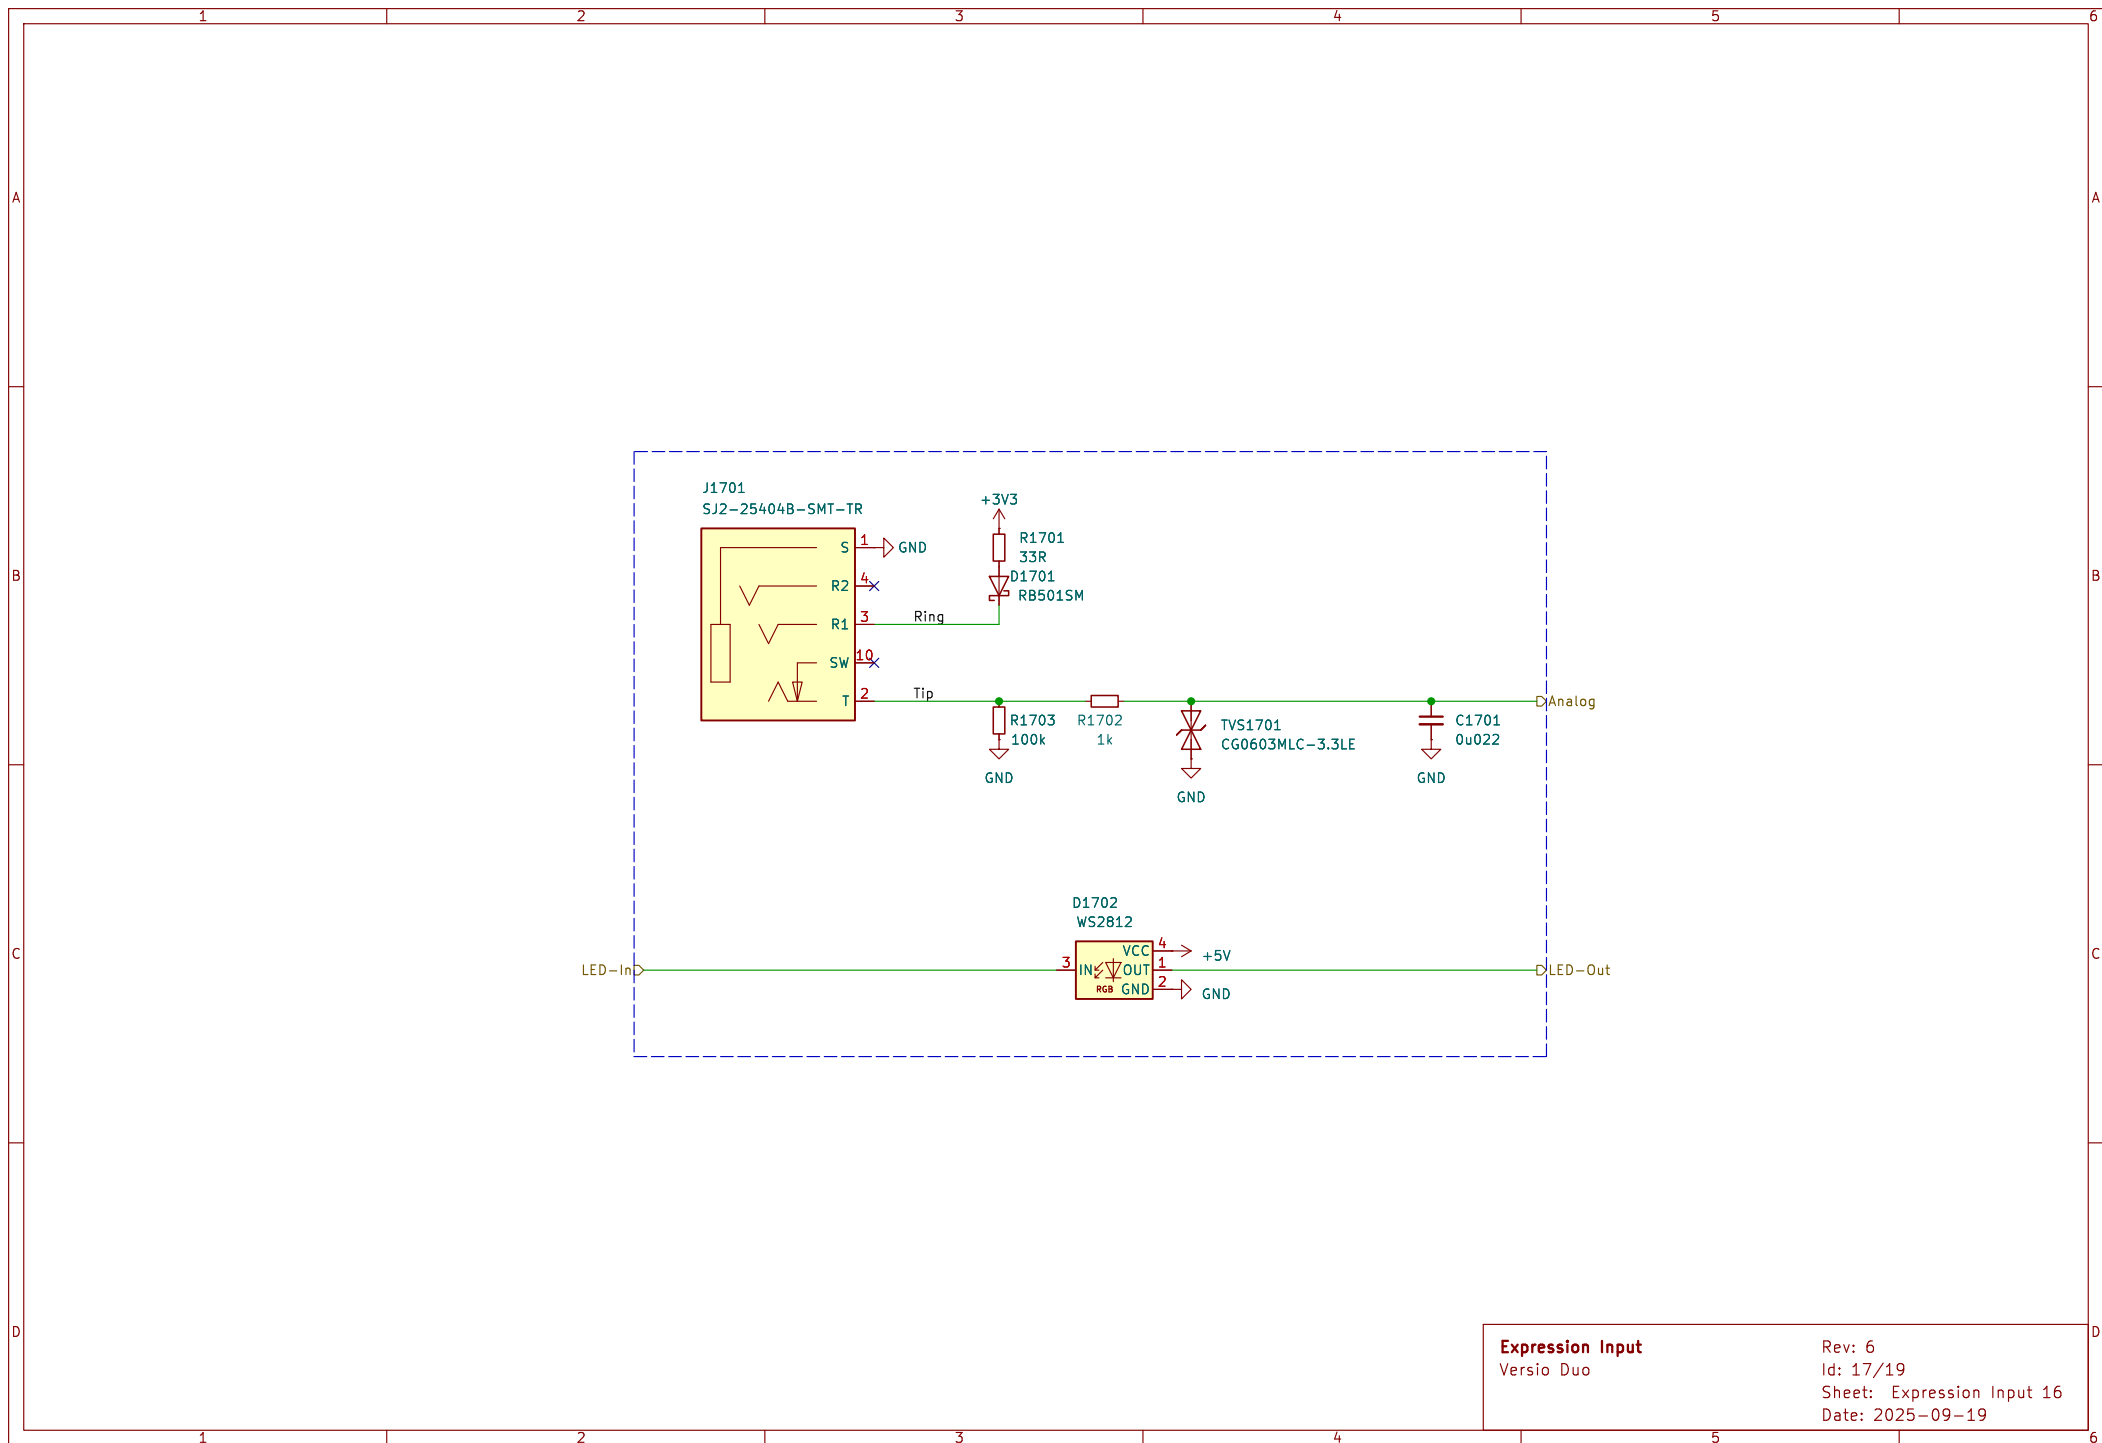 1 2 3 4 5 6
A A
B B
C C
D D
J1701
SJ2-25404B-SMT-TR
S 1 GND
R2 4
R1 3
SW 10
T 2
Ring
Tip
+3V3
R1701
33R
D1701
RB501SM
R1703
100k
GND
R1702
1k
TVS1701
CG0603MLC-3.3LE
GND
C1701
0u022
GND
Analog
D1702
WS2812
VCC 4 +5V
LED-In 3 IN OUT 1 LED-Out
RGB GND 2 GND
Expression Input
Versio Duo
Rev: 6
Id: 17/19
Sheet: Expression Input 16
Date: 2025-09-19
1 2 3 4 5 6